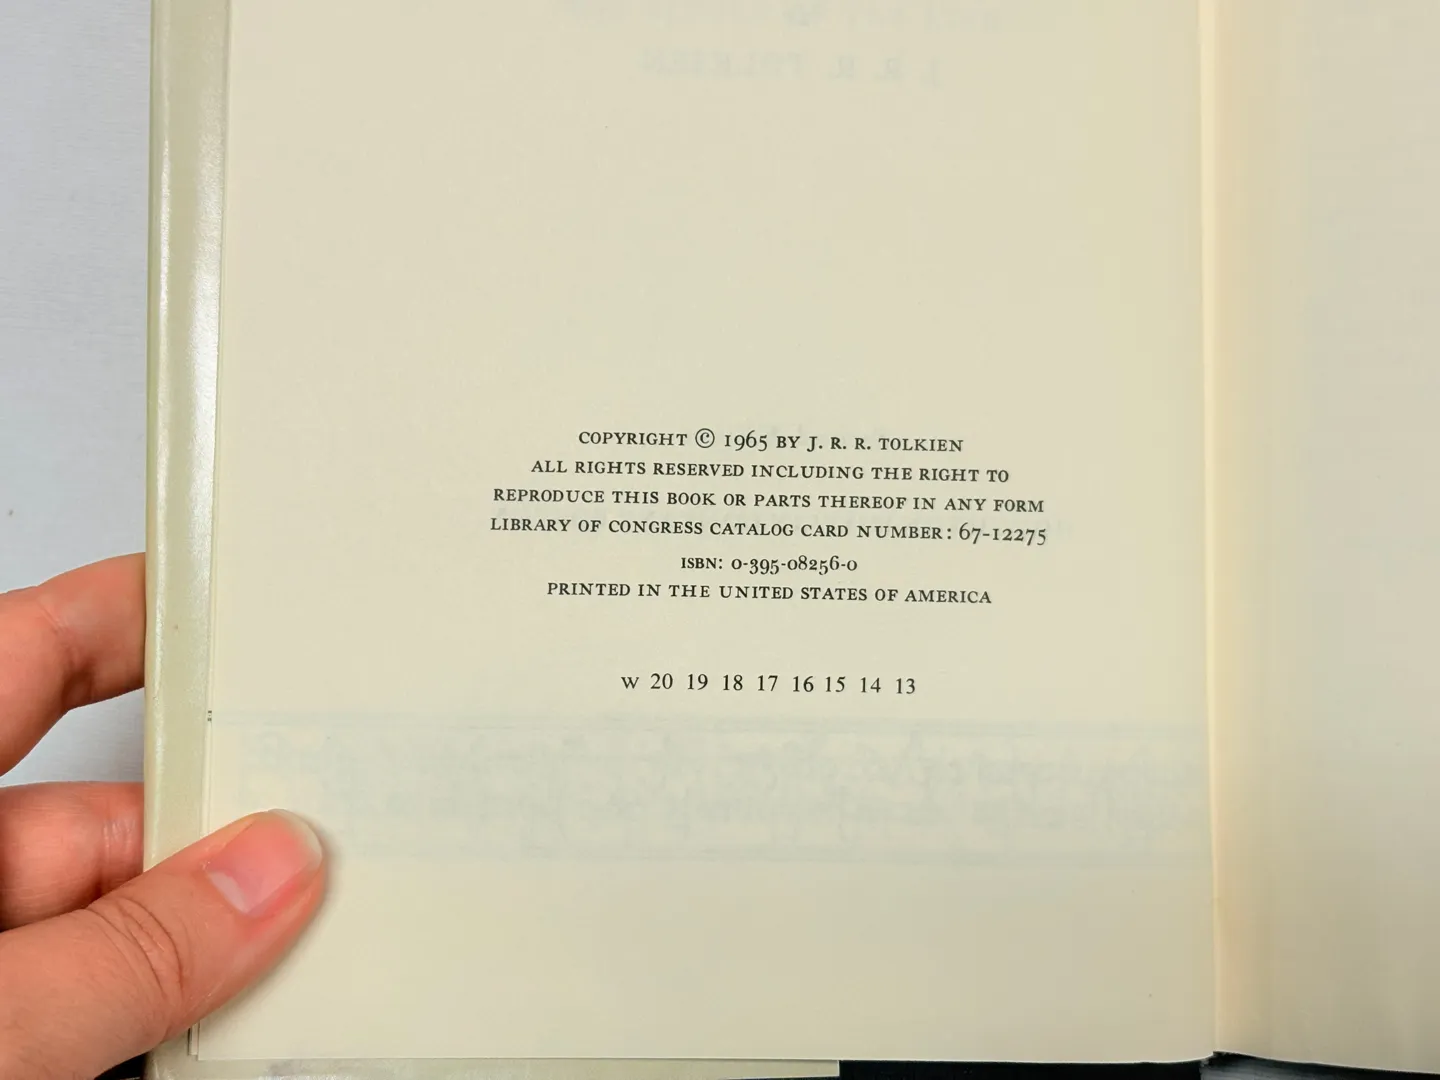 COPYRIGHT © 1965 BY J. R. R. TOLKIEN
ALL RIGHTS RESERVED INCLUDING THE RIGHT TO
REPRODUCE THIS BOOK OR PARTS THEREOF IN ANY FORM
LIBRARY OF CONGRESS CATALOG CARD NUMBER: 67-12275
ISBN: 0-395-08256-0
PRINTED IN THE UNITED STATES OF AMERICA
W 20 19 18 17 16 15 14 13